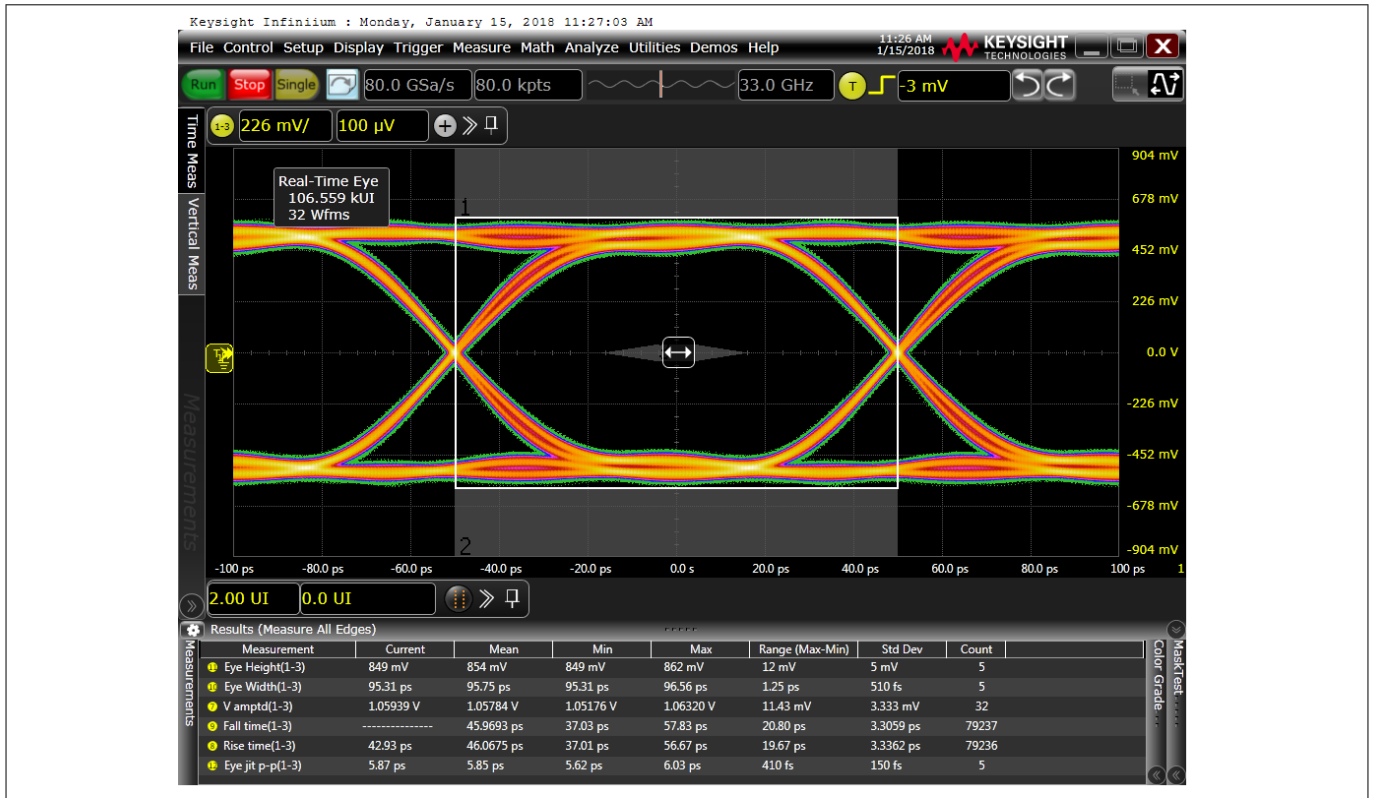 Keysight Infiniium : Monday, January 15, 2018 11:27:03 AM
File Control Setup Display Trigger Measure Math Analyze Utilities Demos Help 11:26 AM 1/15/2018 KEYSIGHT TECHNOLOGIES
Run Stop Single 80.0 GSa/s 80.0 kpts 33.0 GHz T -3 mV
1-3 226 mV/ 100 µV
Time Meas
Vertical Meas
Measurements
Real-Time Eye
106.559 kUI
32 Wfms
1
2
904 mV
678 mV
452 mV
226 mV
0.0 V
-226 mV
-452 mV
-678 mV
-904 mV
-100 ps -80.0 ps -60.0 ps -40.0 ps -20.0 ps 0.0 s 20.0 ps 40.0 ps 60.0 ps 80.0 ps 100 ps 1
2.00 UI 0.0 UI
Results (Measure All Edges)
Measurement Current Mean Min Max Range (Max-Min) Std Dev Count
Eye Height(1-3) 849 mV 854 mV 849 mV 862 mV 12 mV 5 mV 5
Eye Width(1-3) 95.31 ps 95.75 ps 95.31 ps 96.56 ps 1.25 ps 510 fs 5
V amptd(1-3) 1.05939 V 1.05784 V 1.05176 V 1.06320 V 11.43 mV 3.333 mV 32
Fall time(1-3) --------------- 45.9693 ps 37.03 ps 57.83 ps 20.80 ps 3.3059 ps 79237
Rise time(1-3) 42.93 ps 46.0675 ps 37.01 ps 56.67 ps 19.67 ps 3.3362 ps 79236
Eye jit p-p(1-3) 5.87 ps 5.85 ps 5.62 ps 6.03 ps 410 fs 150 fs 5
Measurements
Color Grade...
MaskTest...